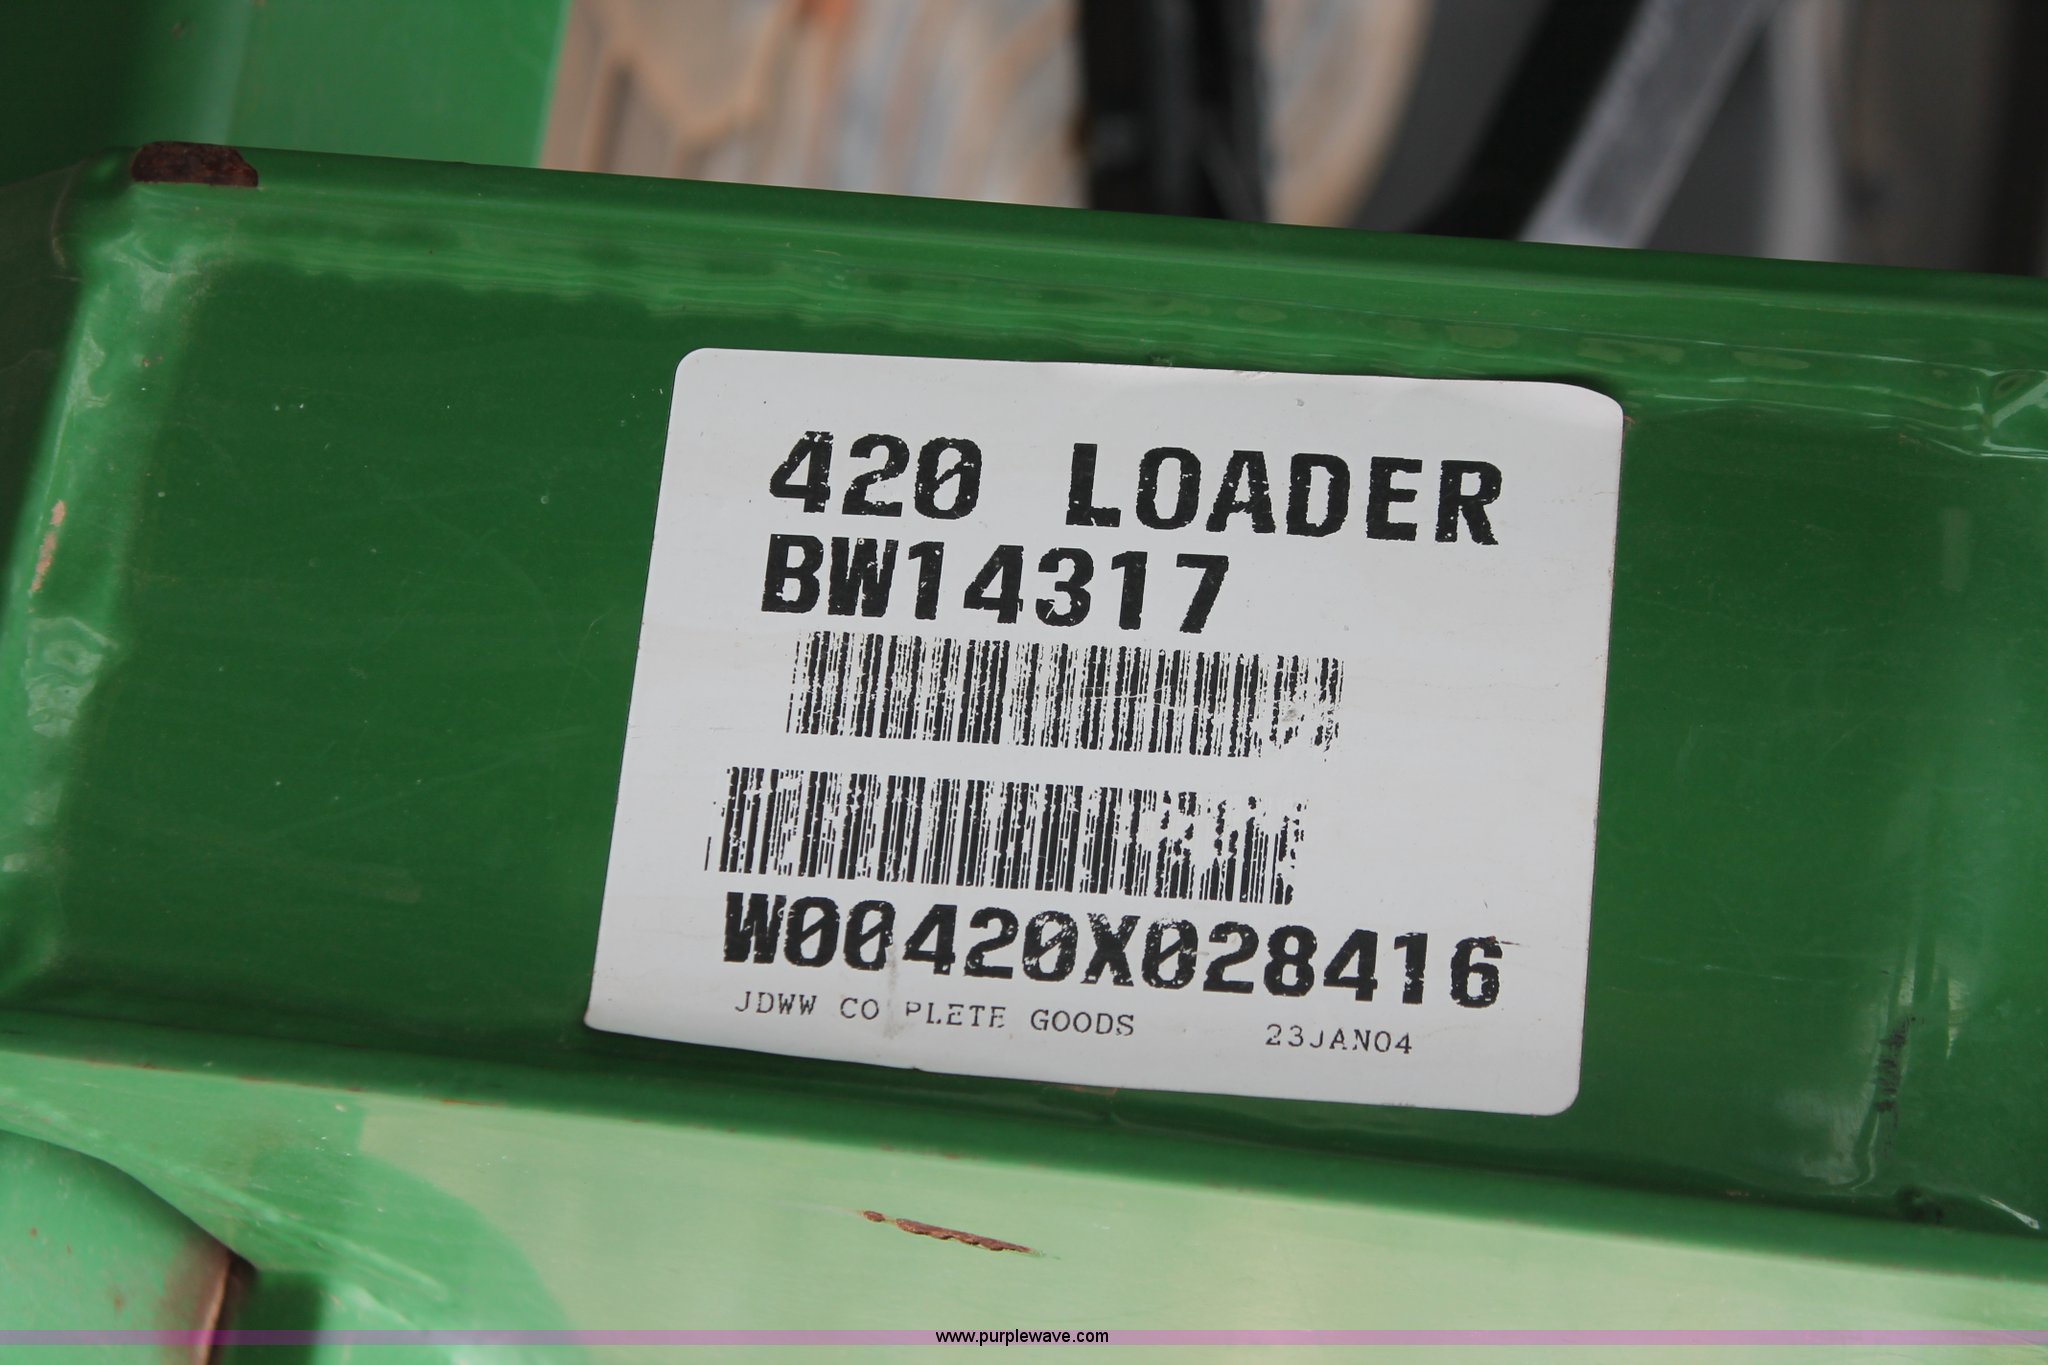 420 LOADER
BW14317
W00420X028416
JDWW CO PLETE GOODS 23JAN04
www.purplewave.com